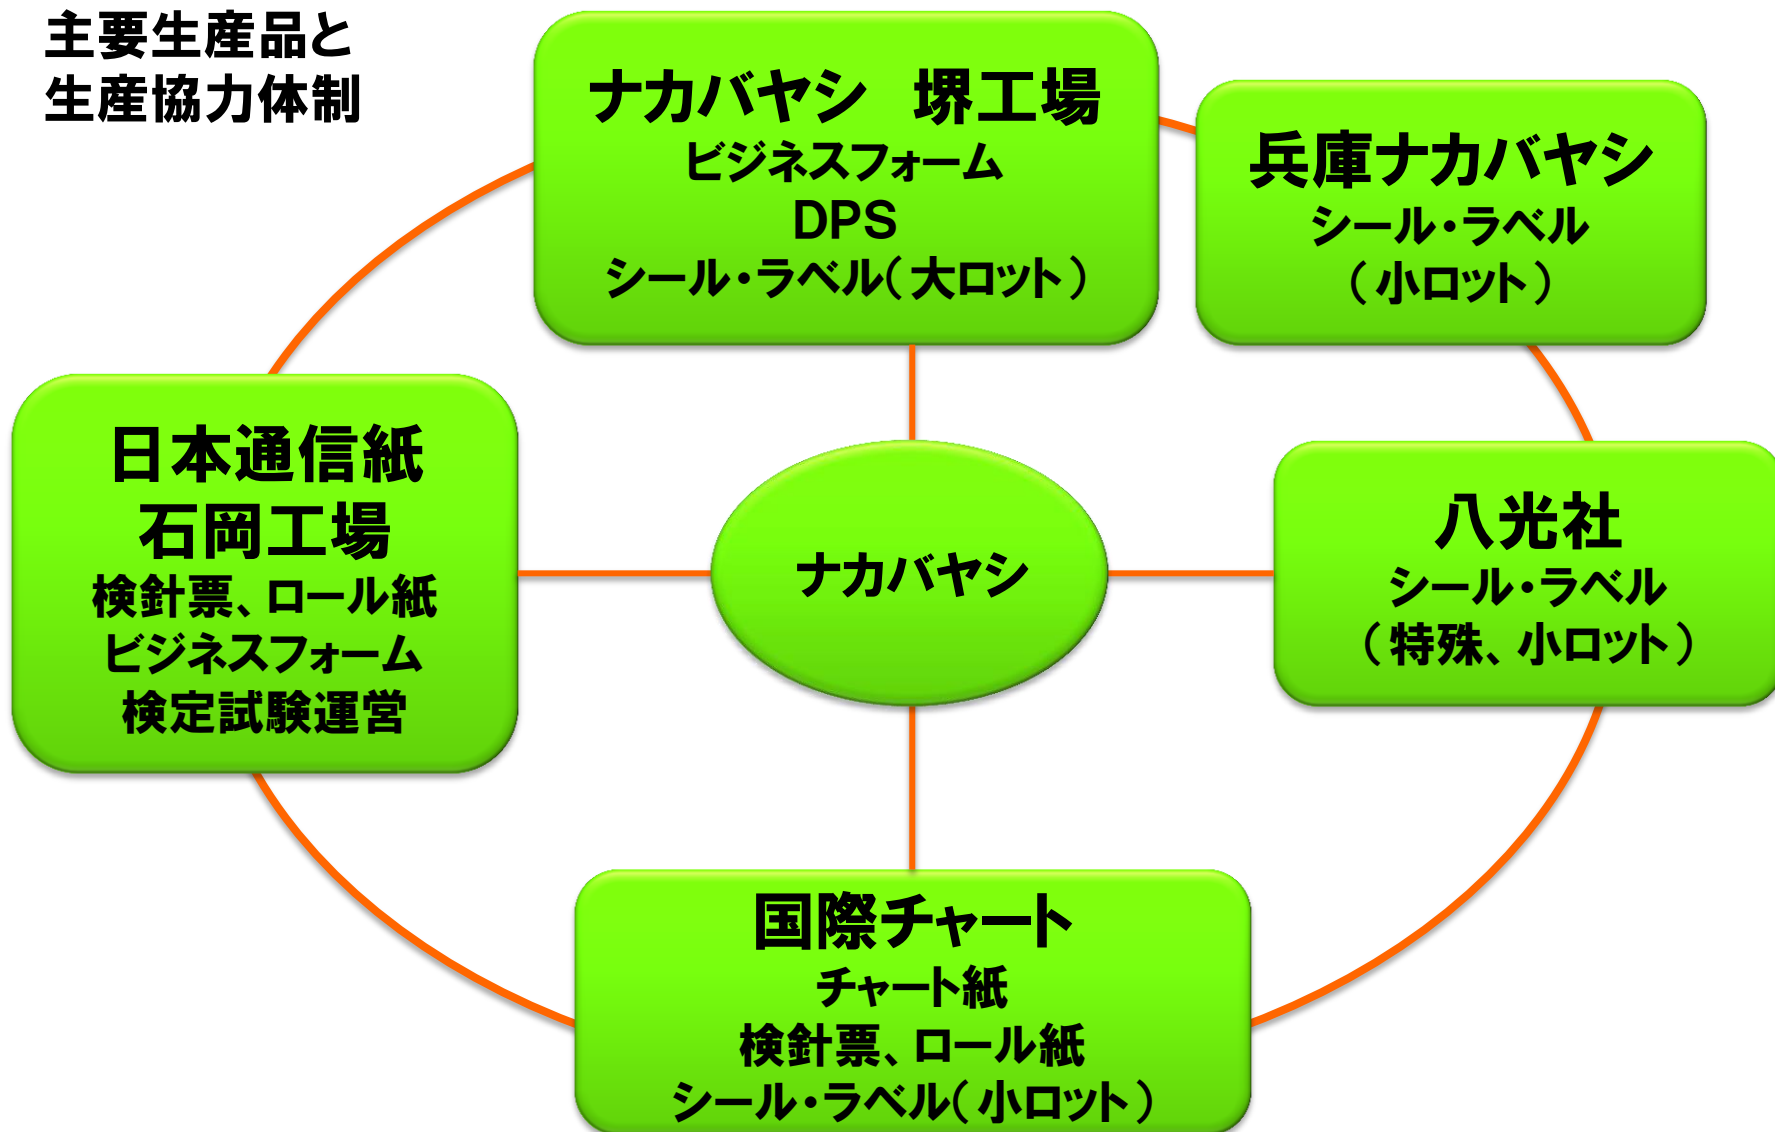 主要生産品と
生産協力体制
ナカバヤシ　堺工場
ビジネスフォーム
DPS
シール・ラベル（大ロット）
兵庫ナカバヤシ
シール・ラベル
（小ロット）
日本通信紙
石岡工場
検針票、ロール紙
ビジネスフォーム
検定試験運営
ナカバヤシ
八光社
シール・ラベル
（特殊、小ロット）
国際チャート
チャート紙
検針票、ロール紙
シール・ラベル（小ロット）